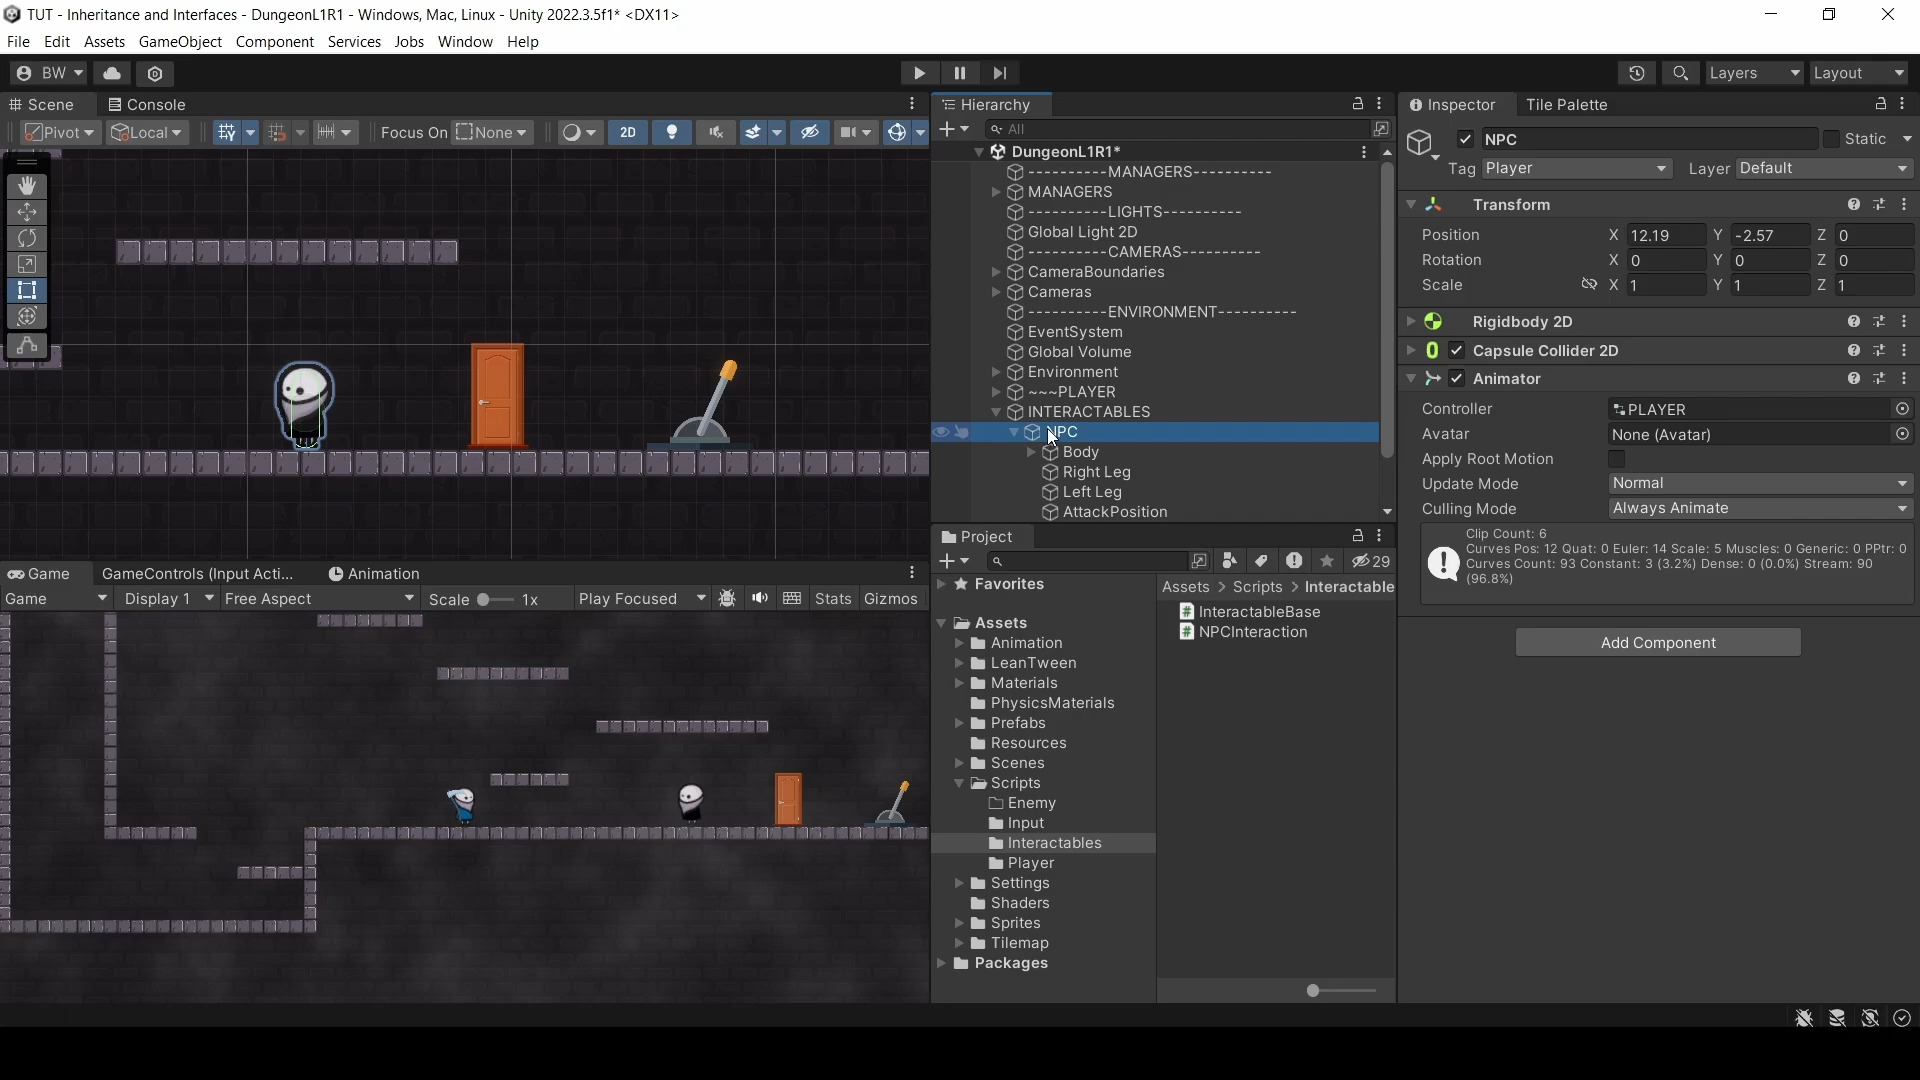 TUT - Inheritance and Interfaces - DungeonL1R1 - Windows, Mac, Linux - Unity 2022.3.5f1* <DX11>
File Edit Assets GameObject Component Services Jobs Window Help
BW Layers Layout
Scene Console
Pivot Local Focus On None 2D
Hierarchy
All
DungeonL1R1*
----------MANAGERS----------
MANAGERS
----------LIGHTS----------
Global Light 2D
----------CAMERAS----------
CameraBoundaries
Cameras
----------ENVIRONMENT----------
EventSystem
Global Volume
Environment
~~~PLAYER
INTERACTABLES
NPC
Body
Right Leg
Left Leg
AttackPosition
Inspector Tile Palette
NPC Static
Tag Player Layer Default
Transform
Position X 12.19 Y -2.57 Z 0
Rotation X 0 Y 0 Z 0
Scale X 1 Y 1 Z 1
Rigidbody 2D
Capsule Collider 2D
Animator
Controller PLAYER
Avatar None (Avatar)
Apply Root Motion
Update Mode Normal
Culling Mode Always Animate
Clip Count: 6
Curves Pos: 12 Quat: 0 Euler: 14 Scale: 5 Muscles: 0 Generic: 0 PPtr: 0
Curves Count: 93 Constant: 3 (3.2%) Dense: 0 (0.0%) Stream: 90
(96.8%)
Add Component
Game GameControls (Input Acti... Animation
Game Display 1 Free Aspect Scale 1x Play Focused Stats Gizmos
Project
29
Favorites
Assets
Animation
LeanTween
Materials
PhysicsMaterials
Prefabs
Resources
Scenes
Scripts
Enemy
Input
Interactables
Player
Settings
Shaders
Sprites
Tilemap
Packages
Assets > Scripts > Interactable
InteractableBase
NPCInteraction